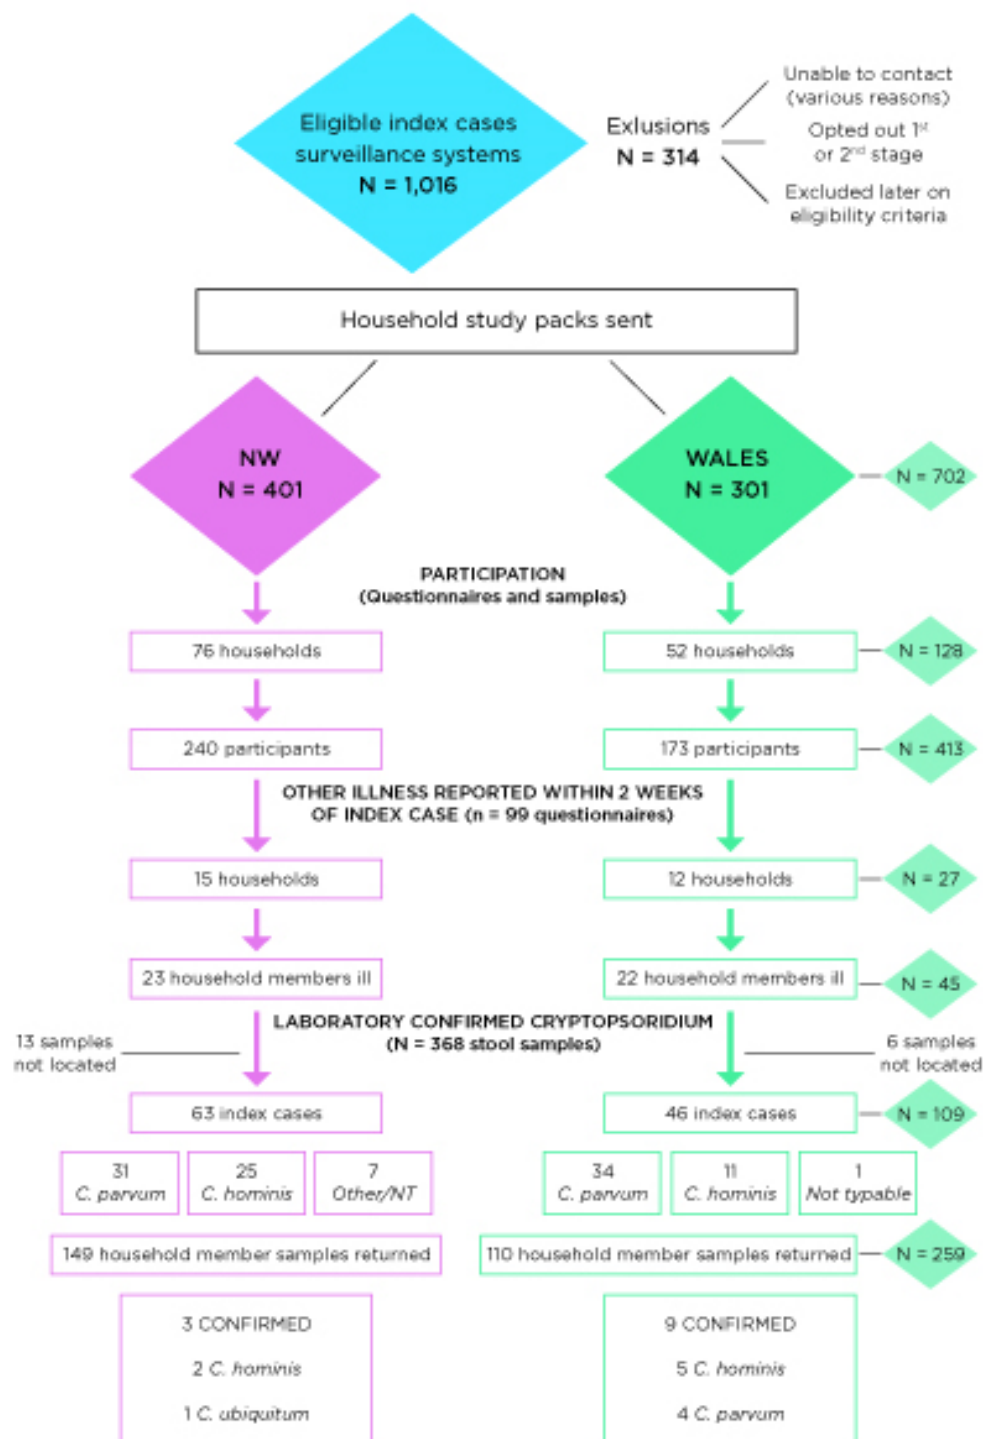 Eligible index cases
surveillance systems
N = 1,016
Exlusions
N = 314
Unable to contact
(various reasons)
Opted out 1st
or 2nd stage
Excluded later on
eligibility criteria
Household study packs sent
NW
N = 401
WALES
N = 301
N = 702
PARTICIPATION
(Questionnaires and samples)
76 households
52 households
N = 128
240 participants
173 participants
N = 413
OTHER ILLNESS REPORTED WITHIN 2 WEEKS
OF INDEX CASE (n = 99 questionnaires)
15 households
12 households
N = 27
23 household members ill
22 household members ill
N = 45
LABORATORY CONFIRMED CRYPTOPSORIDIUM
(N = 368 stool samples)
13 samples
not located
6 samples
not located
63 index cases
46 index cases
N = 109
31
C. parvum
25
C. hominis
7
Other/NT
34
C. parvum
11
C. hominis
1
Not typable
149 household member samples returned
110 household member samples returned
N = 259
3 CONFIRMED
2 C. hominis
1 C. ubiquitum
9 CONFIRMED
5 C. hominis
4 C. parvum